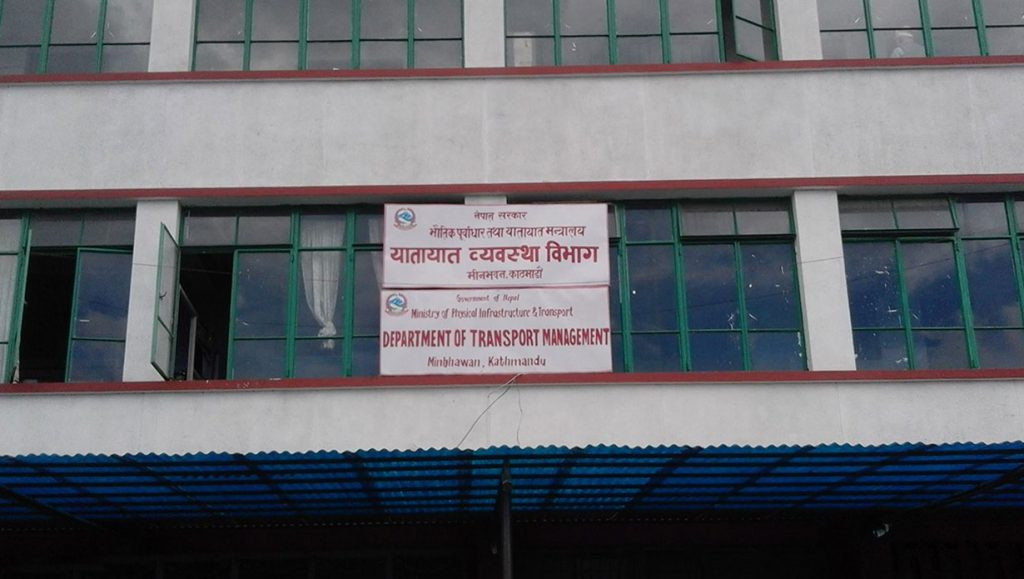 नेपाल सरकार
भौतिक पूर्वाधार तथा यातायात मन्त्रालय
यातायात व्यवस्था विभाग
मीनभवन, काठमाडौं
Government of Nepal
Ministry of Physical Infrastructure & Transport
DEPARTMENT OF TRANSPORT MANAGEMENT
Minbhawan, Kathmandu